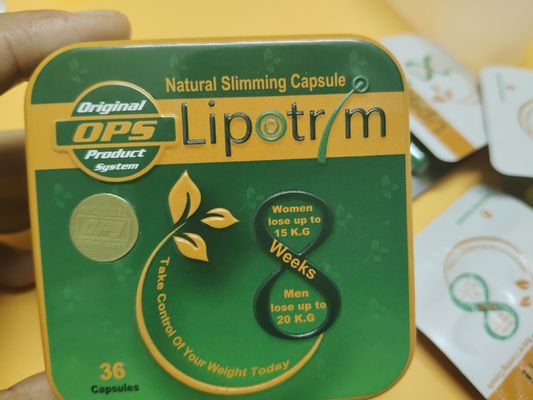 Natural Slimming Capsule
Lipotrim
Original
OPS
Product
System
OPS
Women
lose up to
15 K.G
Weeks
Men
lose up to
20 K.G
Take Control Of Your Weight Today
36
Capsules